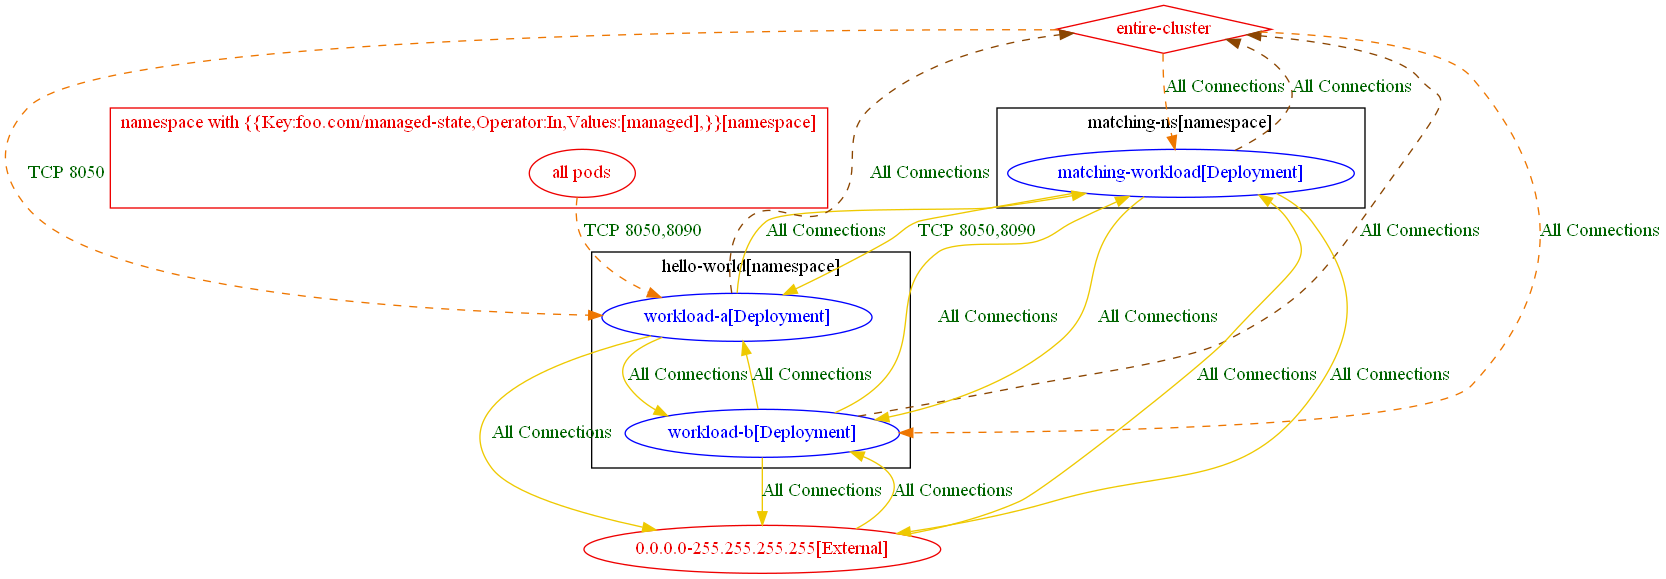 entire-cluster
All Connections
All Connections
namespace with {{Key:foo.com/managed-state,Operator:In,Values:[managed],}}[namespace]
matching-ns[namespace]
TCP 8050
all pods
All Connections
matching-workload[Deployment]
TCP 8050,8090
All Connections
TCP 8050,8090
All Connections
All Connections
hello-world[namespace]
workload-a[Deployment]
All Connections
All Connections
All Connections
All Connections
All Connections
All Connections
All Connections
workload-b[Deployment]
All Connections
All Connections
0.0.0.0-255.255.255.255[External]